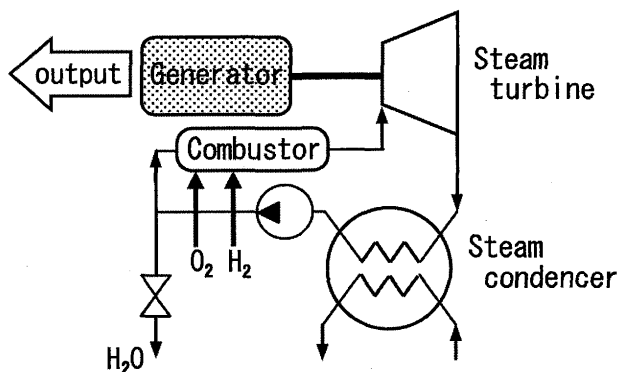 output
Generator
Steam
turbine
Combustor
O₂ H₂
Steam
condencer
H₂O